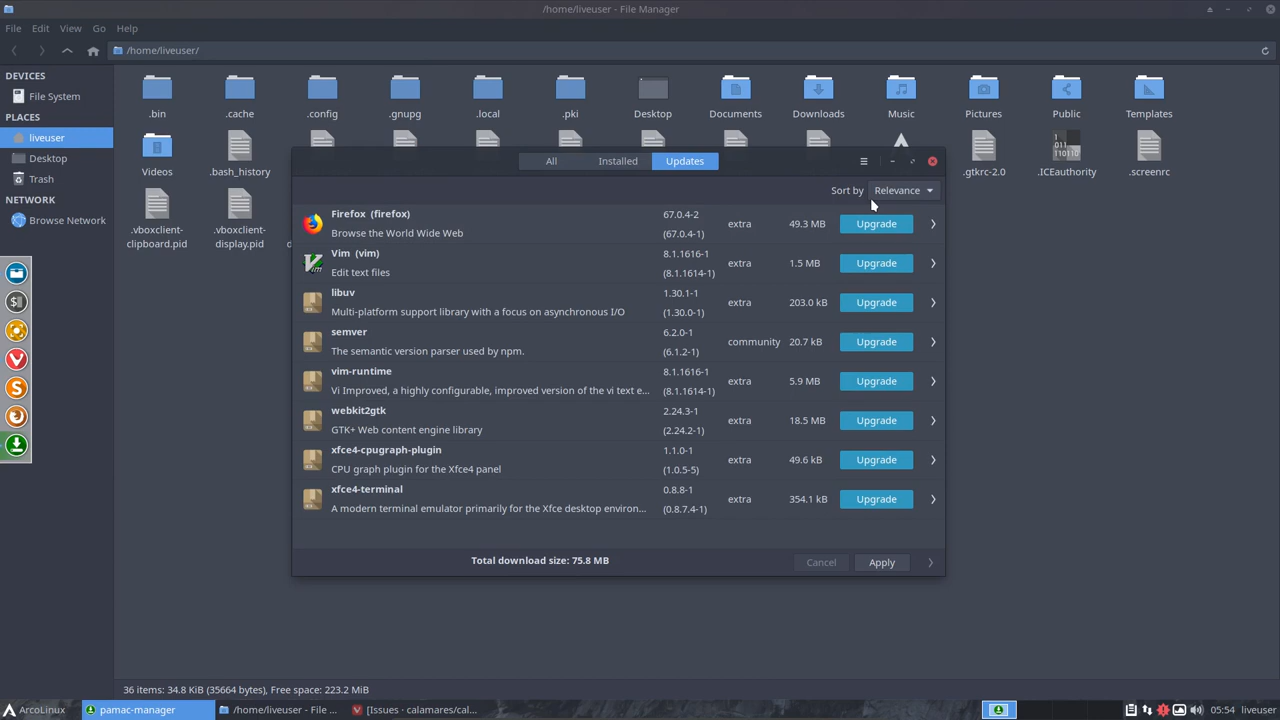 /home/liveuser - File Manager
File Edit View Go Help
/home/liveuser/
DEVICES
File System
PLACES
liveuser
Desktop
Trash
NETWORK
Browse Network
.bin .cache .config .gnupg .local .pki Desktop Documents Downloads Music Pictures Public Templates
Videos .bash_history .gtkrc-2.0 .ICEauthority .screenrc
.vboxclient-clipboard.pid .vboxclient-display.pid
All Installed Updates
Sort by Relevance
Firefox (firefox) 67.0.4-2
Browse the World Wide Web (67.0.4-1) extra 49.3 MB Upgrade
Vim (vim) 8.1.1616-1
Edit text files (8.1.1614-1) extra 1.5 MB Upgrade
libuv 1.30.1-1
Multi-platform support library with a focus on asynchronous I/O (1.30.0-1) extra 203.0 kB Upgrade
semver 6.2.0-1
The semantic version parser used by npm. (6.1.2-1) community 20.7 kB Upgrade
vim-runtime 8.1.1616-1
Vi Improved, a highly configurable, improved version of the vi text e... (8.1.1614-1) extra 5.9 MB Upgrade
webkit2gtk 2.24.3-1
GTK+ Web content engine library (2.24.2-1) extra 18.5 MB Upgrade
xfce4-cpugraph-plugin 1.1.0-1
CPU graph plugin for the Xfce4 panel (1.0.5-5) extra 49.6 kB Upgrade
xfce4-terminal 0.8.8-1
A modern terminal emulator primarily for the Xfce desktop environ... (0.8.7.4-1) extra 354.1 kB Upgrade
Total download size: 75.8 MB Cancel Apply
36 items: 34.8 KiB (35664 bytes), Free space: 223.2 MiB
ArcoLinux pamac-manager /home/liveuser - File ... [Issues · calamares/cal... 05:54 liveuser